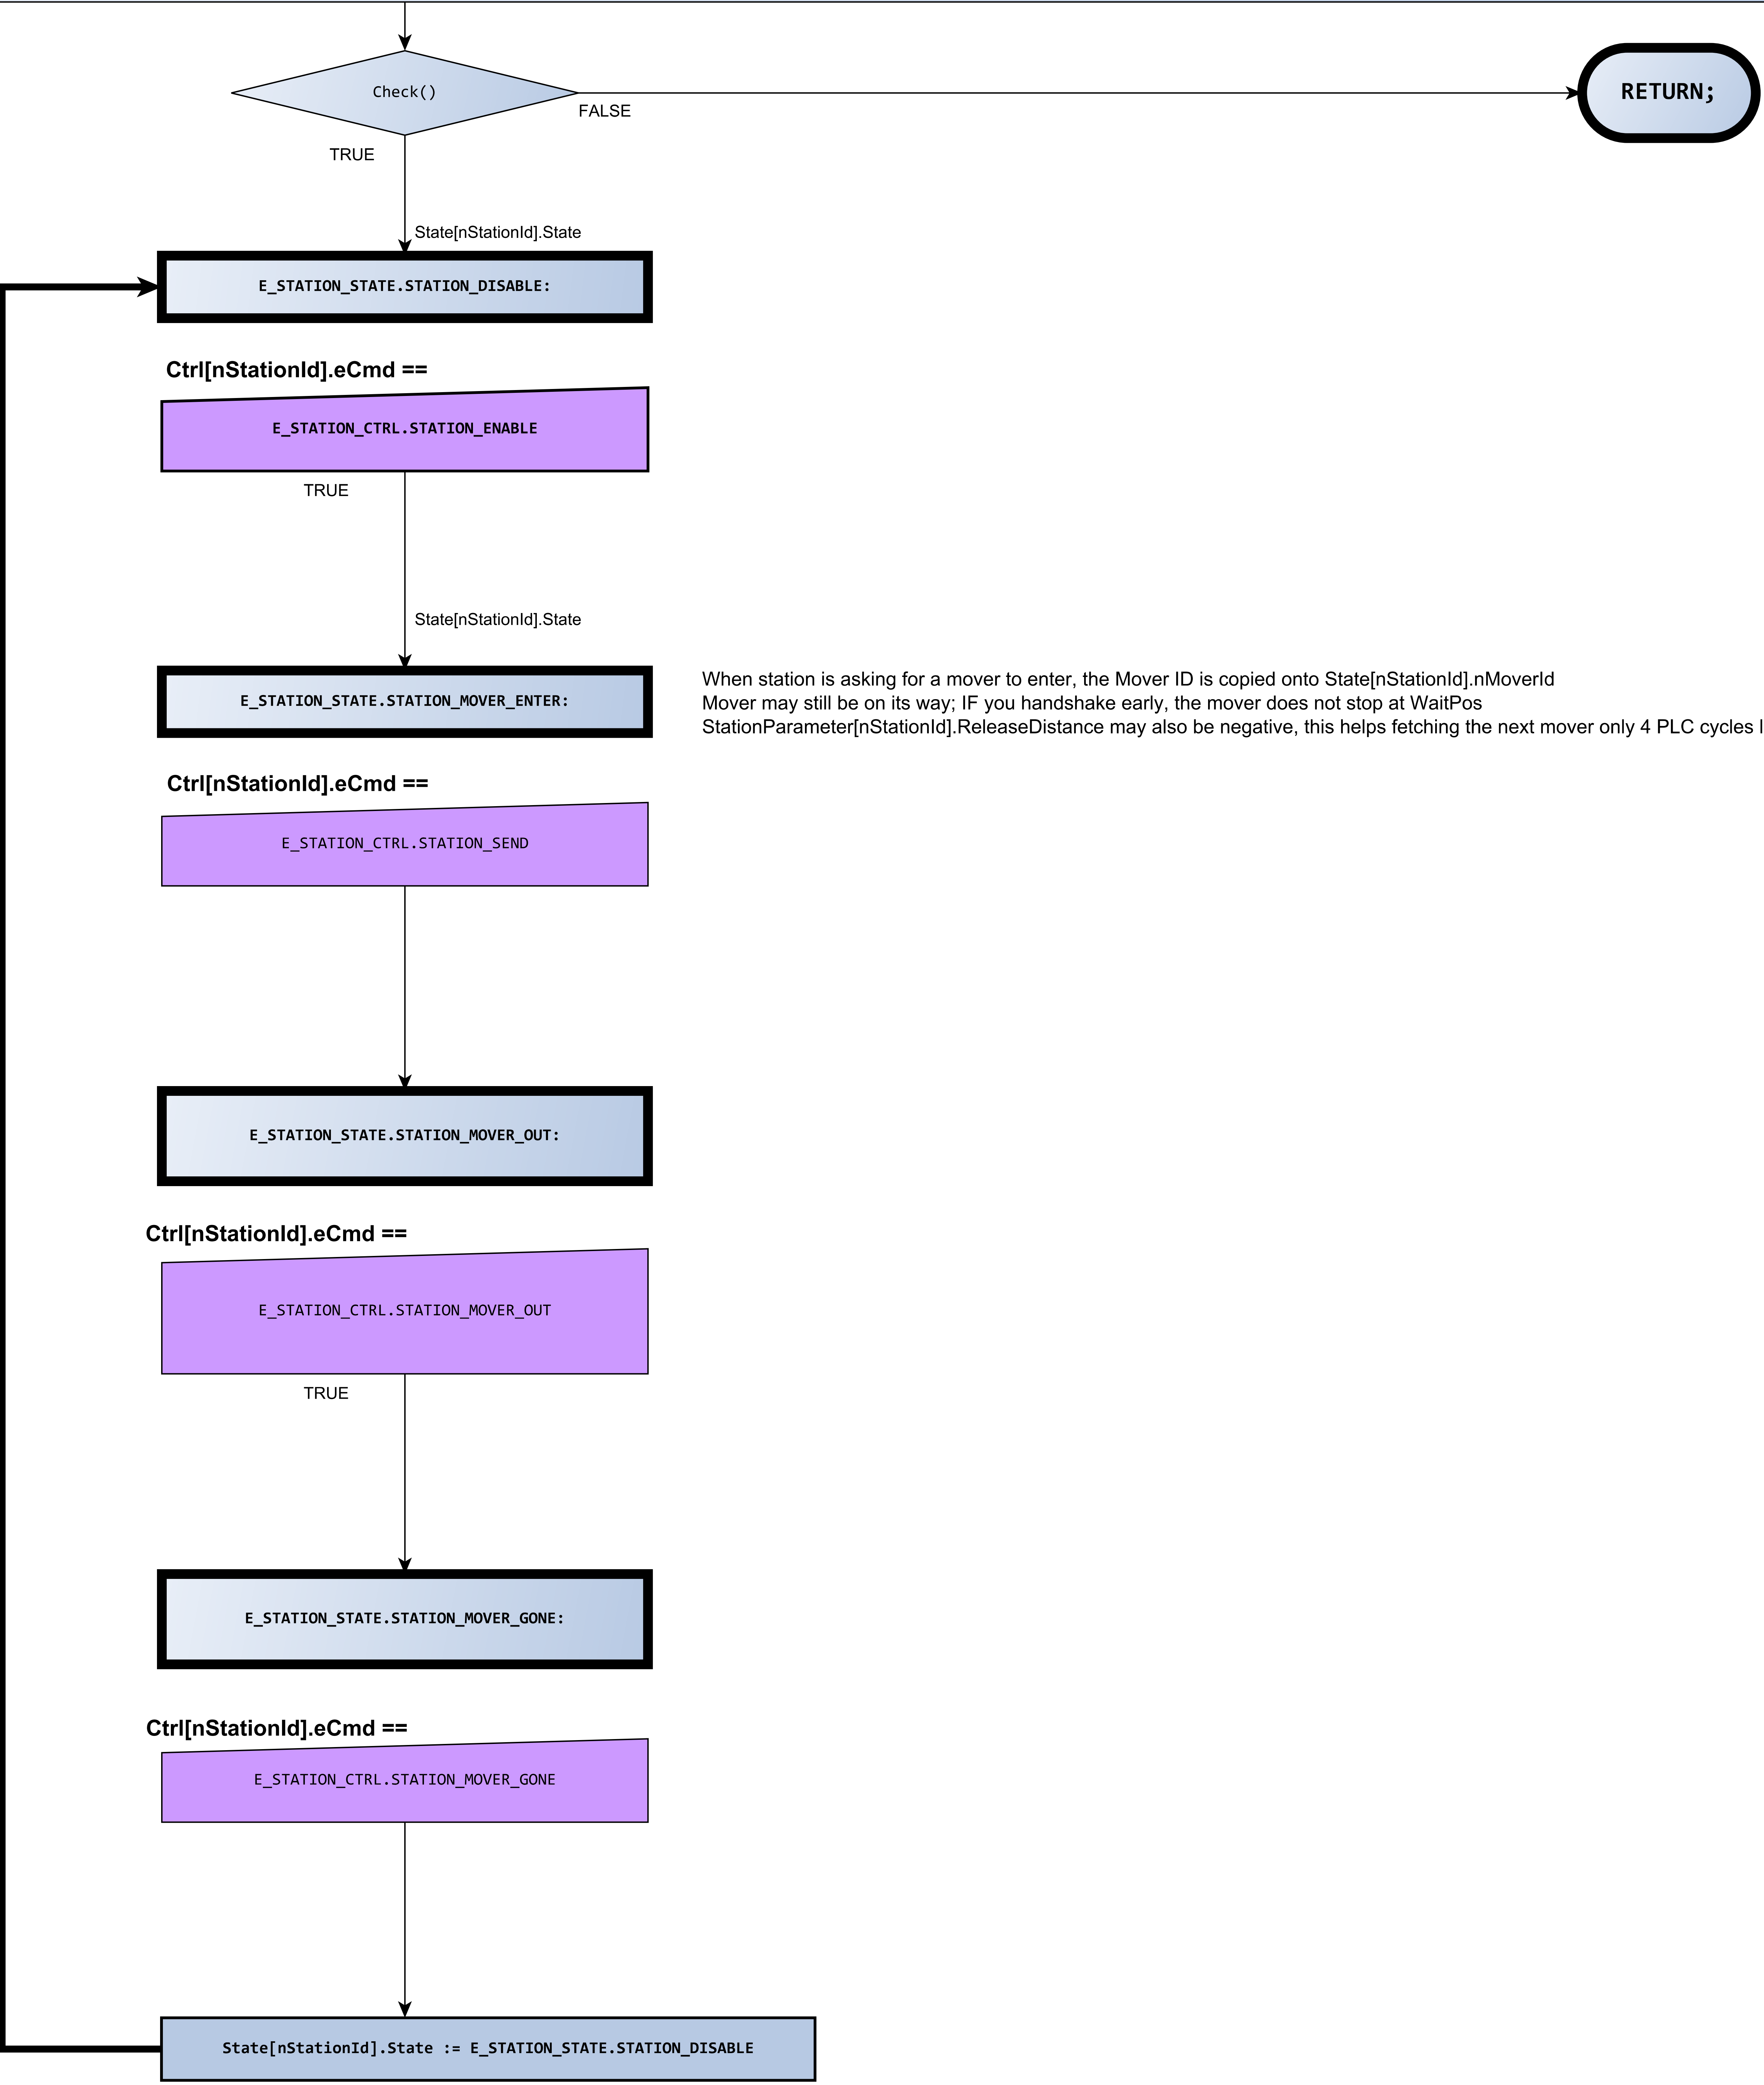 Check()
RETURN;
FALSE
TRUE
State[nStationId].State
E_STATION_STATE.STATION_DISABLE:
Ctrl[nStationId].eCmd ==
E_STATION_CTRL.STATION_ENABLE
TRUE
State[nStationId].State
E_STATION_STATE.STATION_MOVER_ENTER:
When station is asking for a mover to enter, the Mover ID is copied onto State[nStationId].nMoverId
Mover may still be on its way; IF you handshake early, the mover does not stop at WaitPos
StationParameter[nStationId].ReleaseDistance may also be negative, this helps fetching the next mover only 4 PLC cycles
Ctrl[nStationId].eCmd ==
E_STATION_CTRL.STATION_SEND
E_STATION_STATE.STATION_MOVER_OUT:
Ctrl[nStationId].eCmd ==
E_STATION_CTRL.STATION_MOVER_OUT
TRUE
E_STATION_STATE.STATION_MOVER_GONE:
Ctrl[nStationId].eCmd ==
E_STATION_CTRL.STATION_MOVER_GONE
State[nStationId].State := E_STATION_STATE.STATION_DISABLE